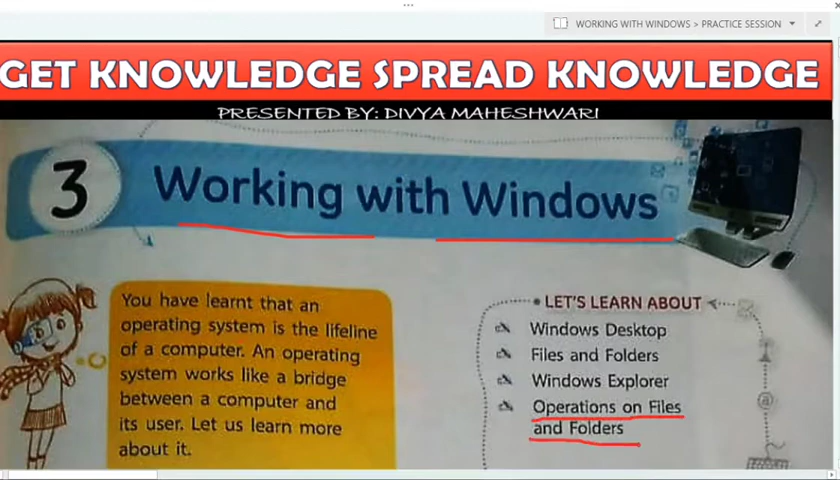 WORKING WITH WINDOWS > PRACTICE SESSION
GET KNOWLEDGE SPREAD KNOWLEDGE
PRESENTED BY: DIVYA MAHESHWARI
3
Working with Windows
You have learnt that an
operating system is the lifeline
of a computer. An operating
system works like a bridge
between a computer and
its user. Let us learn more
about it.
LET'S LEARN ABOUT
Windows Desktop
Files and Folders
Windows Explorer
Operations on Files
and Folders